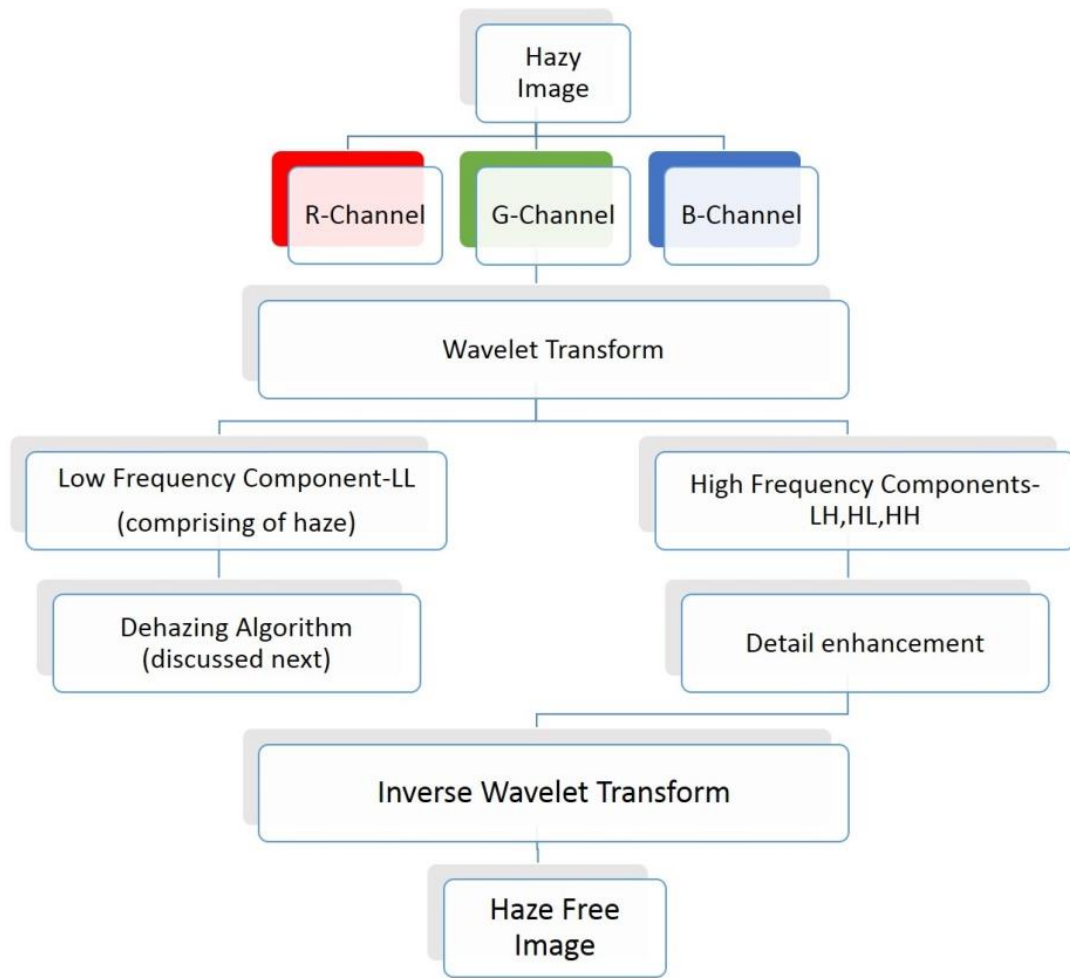 Hazy
Image
R-Channel
G-Channel
B-Channel
Wavelet Transform
Low Frequency Component-LL
(comprising of haze)
High Frequency Components-
LH,HL,HH
Dehazing Algorithm
(discussed next)
Detail enhancement
Inverse Wavelet Transform
Haze Free
Image